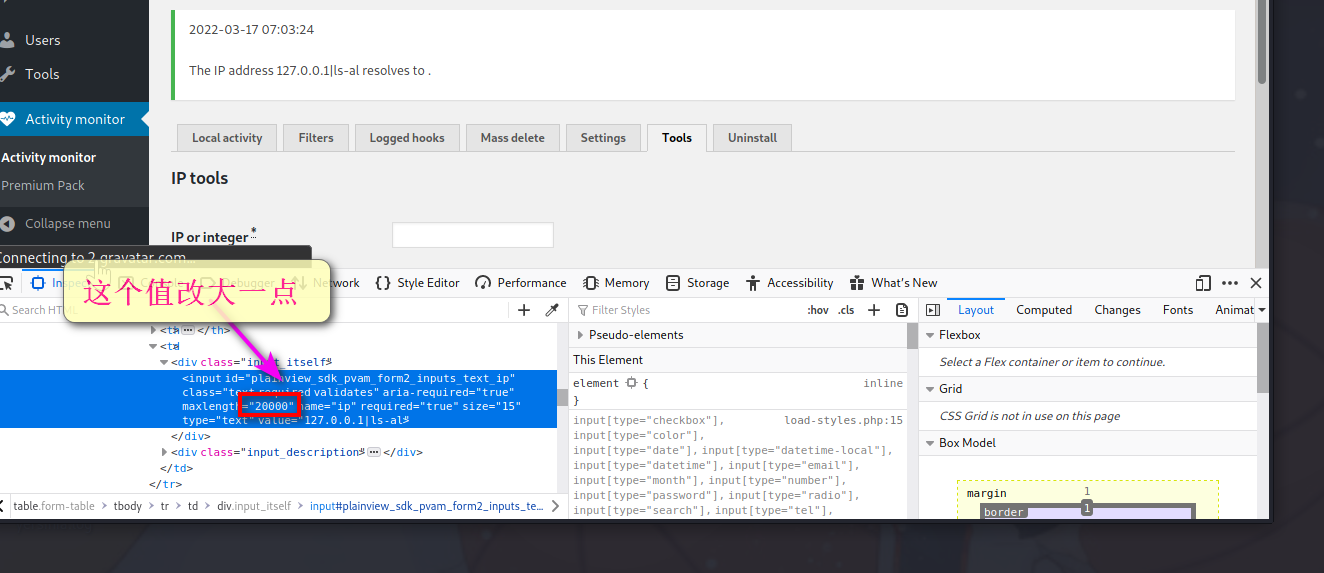 2022-03-17 07:03:24
Users
The IP address 127.0.0.1|ls-al resolves to .
Tools
Activity monitor
Local activity Filters Logged hooks Mass delete Settings Tools Uninstall
Activity monitor
Premium Pack
IP tools
Collapse menu
IP or integer *
Connecting to 2.gravatar.com...
这个值改大一点
Network Style Editor Performance Memory Storage Accessibility What's New
Search HT
Filter Styles :hov .cls
Layout Computed Changes Fonts Animat
</th>
<td>
<div class="input_itself">
<input id="plainview_sdk_pvam_form2_inputs_text_ip"
class="text required validates" aria-required="true"
maxlength="20000" name="ip" required="true" size="15"
type="text" value="127.0.0.1|ls-al">
</div>
<div class="input_description"> </div>
</td>
</tr>
table.form-table tbody tr td div.input_itself input#plainview_sdk_pvam_form2_inputs_te...
Pseudo-elements
This Element
element { inline
}
input[type="checkbox"], load-styles.php:15
input[type="color"],
input[type="date"], input[type="datetime-local"],
input[type="datetime"], input[type="email"],
input[type="month"], input[type="number"],
input[type="password"], input[type="radio"],
input[type="search"], input[type="tel"],
Flexbox
Select a Flex container or item to continue.
Grid
CSS Grid is not in use on this page
Box Model
margin 1
border 1